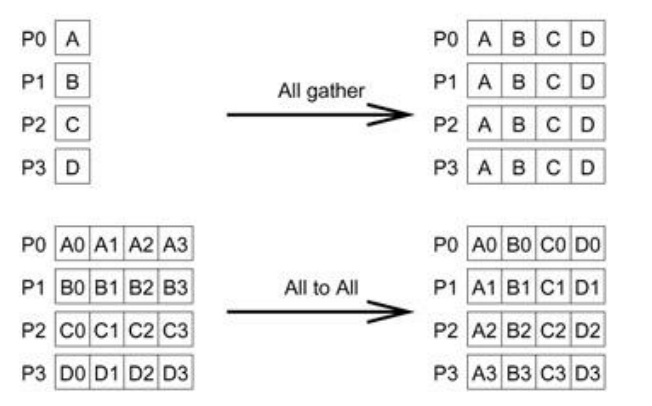 P0 A P0 A B C D
P1 B All gather P1 A B C D
P2 C P2 A B C D
P3 D P3 A B C D
P0 A0 A1 A2 A3 P0 A0 B0 C0 D0
P1 B0 B1 B2 B3 All to All P1 A1 B1 C1 D1
P2 C0 C1 C2 C3 P2 A2 B2 C2 D2
P3 D0 D1 D2 D3 P3 A3 B3 C3 D3